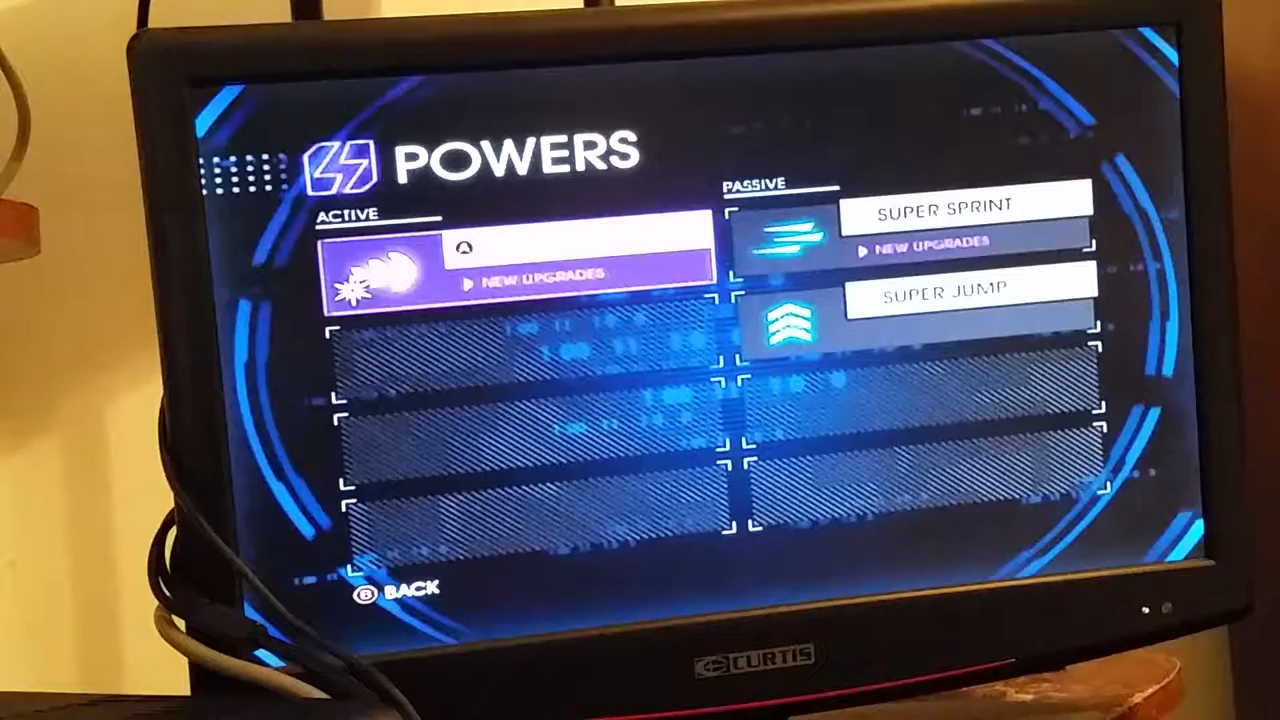 POWERS
ACTIVE
A
NEW UPGRADES
PASSIVE
SUPER SPRINT
NEW UPGRADES
SUPER JUMP
B BACK
CURTIS